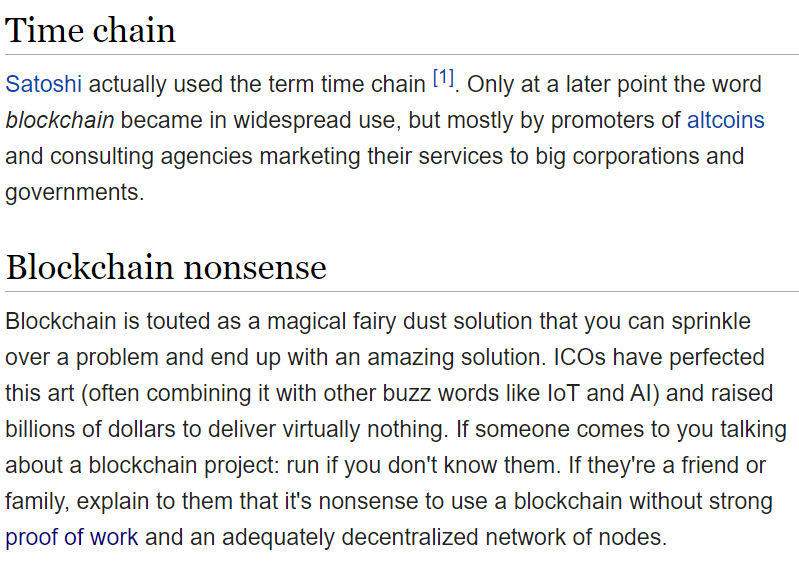 Time chain
Satoshi actually used the term time chain [1]. Only at a later point the word
blockchain became in widespread use, but mostly by promoters of altcoins
and consulting agencies marketing their services to big corporations and
governments.
Blockchain nonsense
Blockchain is touted as a magical fairy dust solution that you can sprinkle
over a problem and end up with an amazing solution. ICOs have perfected
this art (often combining it with other buzz words like IoT and AI) and raised
billions of dollars to deliver virtually nothing. If someone comes to you talking
about a blockchain project: run if you don't know them. If they're a friend or
family, explain to them that it's nonsense to use a blockchain without strong
proof of work and an adequately decentralized network of nodes.